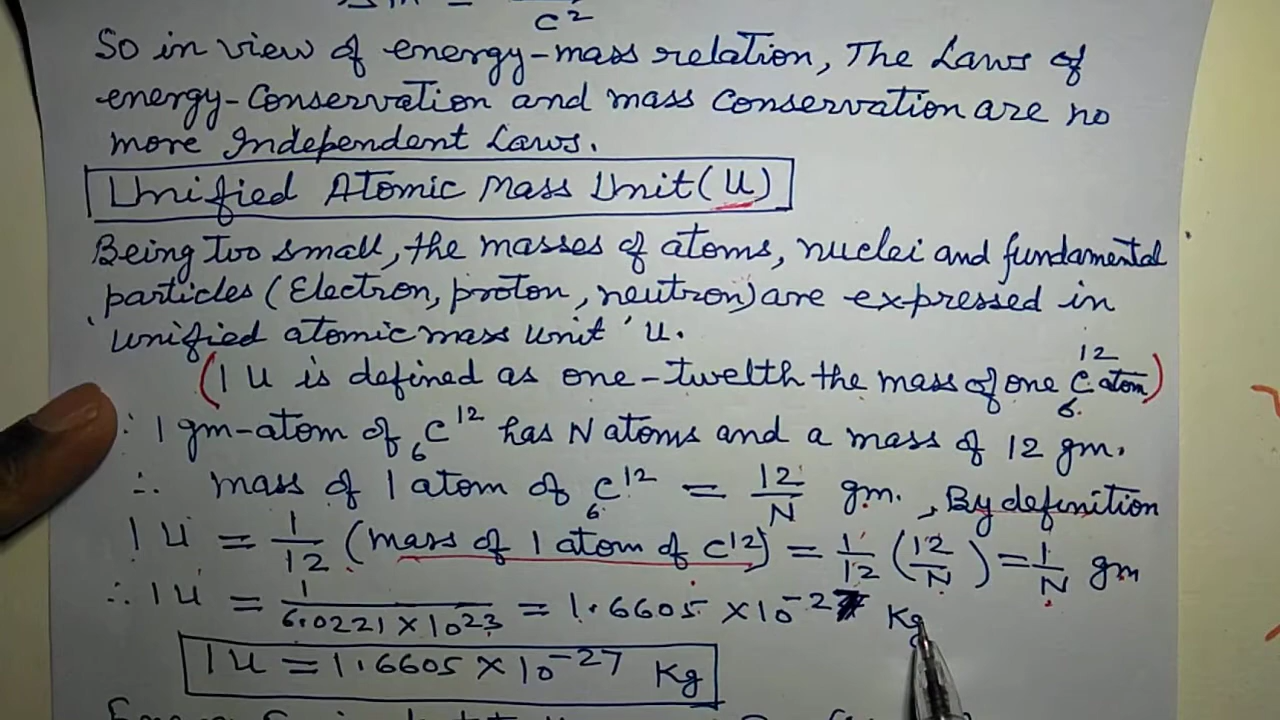 c²
So in view of energy-mass relation, The Laws of
energy-Conservation and mass conservation are no
more Independent Laws.
Unified Atomic Mass Unit (U)
Being too small, the masses of atoms, nuclei and fundamental
particles (Electron, proton, neutron) are expressed in
'unified atomic mass unit' U.
(1 U is defined as one-twelth the mass of one ₆C¹² atom)
∵ 1 gm-atom of ₆C¹² has N atoms and a mass of 12 gm.
∴ mass of 1 atom of ₆C¹² = 12/N gm., By definition
1 U = 1/12 (mass of 1 atom of C¹²) = 1/12 (12/N) = 1/N gm
∴ 1 U = 1/6.0221 × 10²³ = 1.6605 × 10⁻²⁷ Kg
1 U = 1.6605 × 10⁻²⁷ Kg